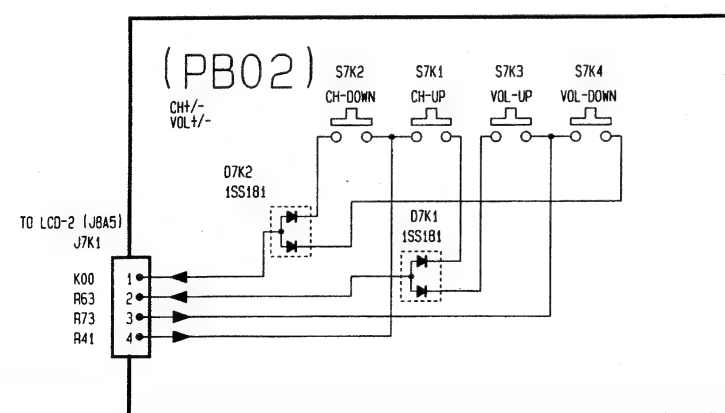 (PB02)
CH+/-
VOL+/-
S7K2
CH-DOWN
S7K1
CH-UP
S7K3
VOL-UP
S7K4
VOL-DOWN
D7K2
1SS181
D7K1
1SS181
TO LCD-2 (J8A5)
J7K1
K00 1
R63 2
R73 3
R41 4